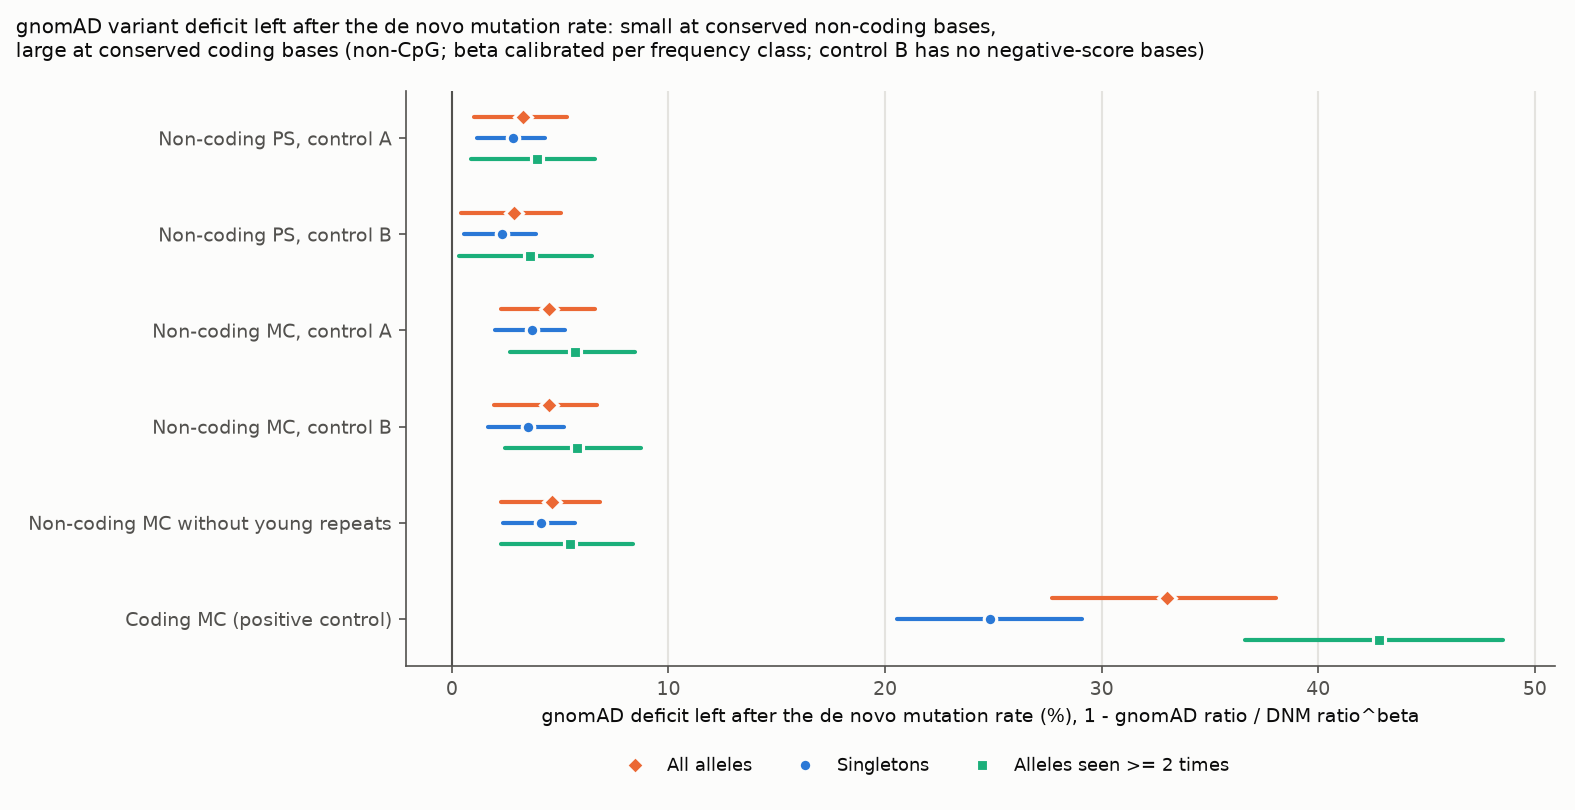 gnomAD variant deficit left after the de novo mutation rate: small at conserved non-coding bases,
large at conserved coding bases (non-CpG; beta calibrated per frequency class; control B has no negative-score bases)
Non-coding PS, control A
Non-coding PS, control B
Non-coding MC, control A
Non-coding MC, control B
Non-coding MC without young repeats
Coding MC (positive control)
0 10 20 30 40 50
gnomAD deficit left after the de novo mutation rate (%), 1 - gnomAD ratio / DNM ratio^beta
All alleles Singletons Alleles seen >= 2 times